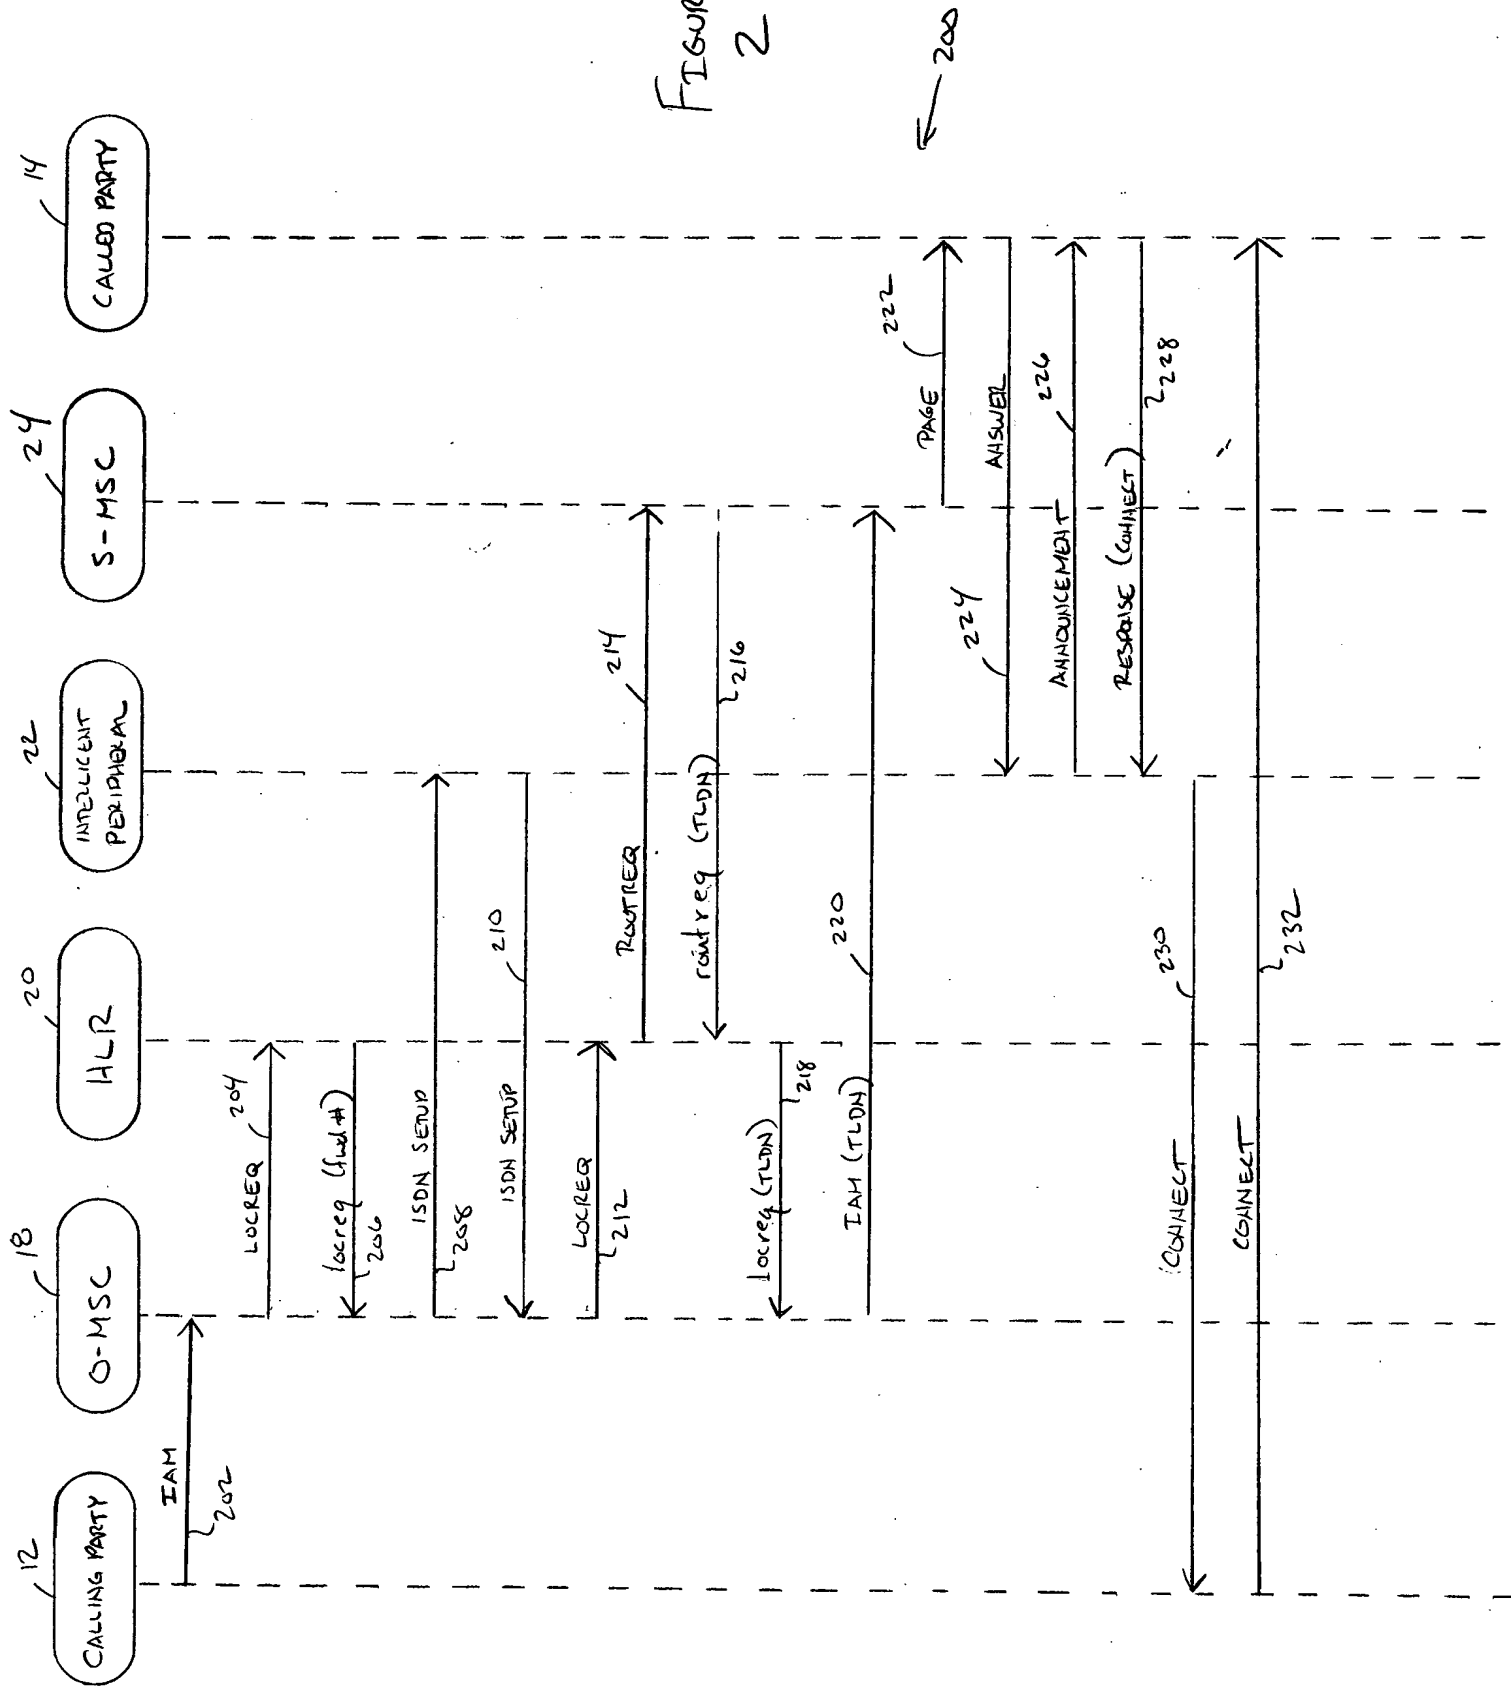 12
CALLING PARTY
18
O-MSC
20
HLR
22
INTELLIGENT
PERIPHERAL
24
S-MSC
14
CALLED PARTY
IAM
202
LOCREQ
204
locreq (fwd#)
206
ISDN SETUP
208
ISDN SETUP
210
LOCREQ
212
ROUTREQ
214
routreq (TLDN)
216
locreq (TLDN)
218
IAM (TLDN)
220
PAGE
222
ANSWER
224
ANNOUNCEMENT
226
RESPONSE (CONNECT)
228
(CONNECT
230
CONNECT
232
FIGUR
2
200